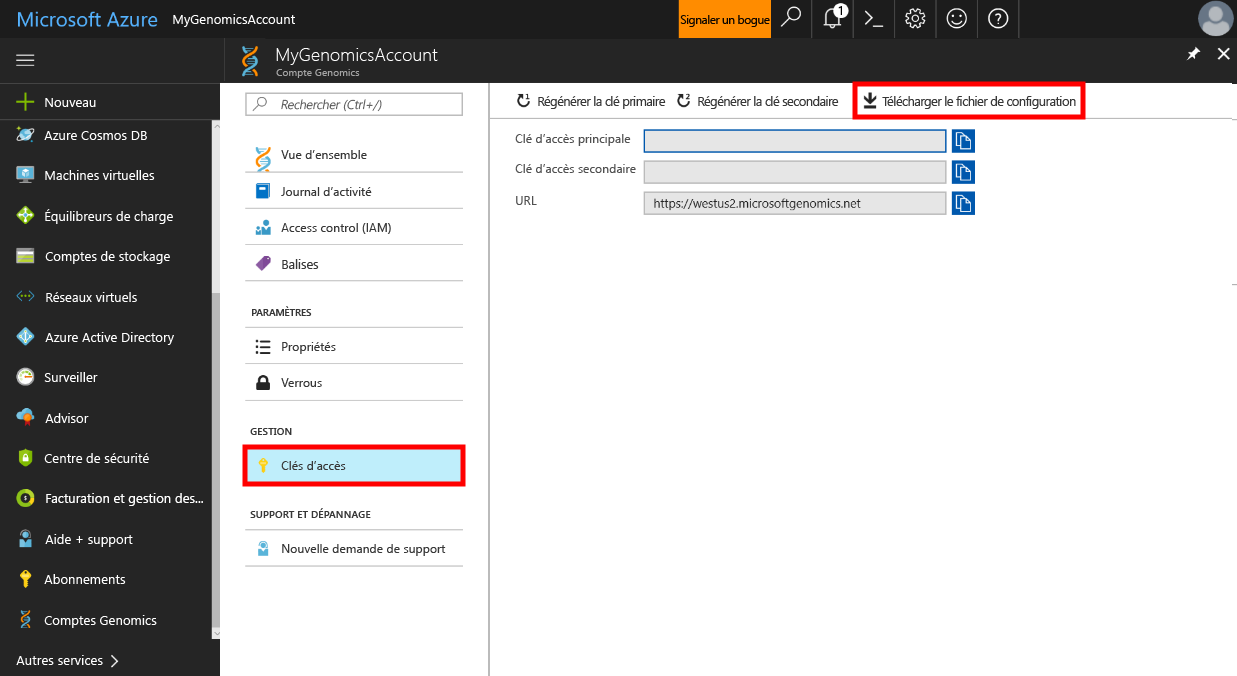 Microsoft Azure MyGenomicsAccount
Signaler un bogue
1
MyGenomicsAccount
Compte Genomics
Nouveau
Azure Cosmos DB
Machines virtuelles
Équilibreurs de charge
Comptes de stockage
Réseaux virtuels
Azure Active Directory
Surveiller
Advisor
Centre de sécurité
Facturation et gestion des...
Aide + support
Abonnements
Comptes Genomics
Autres services
Rechercher (Ctrl+/)
Vue d'ensemble
Journal d'activité
Access control (IAM)
Balises
PARAMÈTRES
Propriétés
Verrous
GESTION
Clés d'accès
SUPPORT ET DÉPANNAGE
Nouvelle demande de support
1 Régénérer la clé primaire 2 Régénérer la clé secondaire Télécharger le fichier de configuration
Clé d'accès principale
Clé d'accès secondaire
URL https://westus2.microsoftgenomics.net